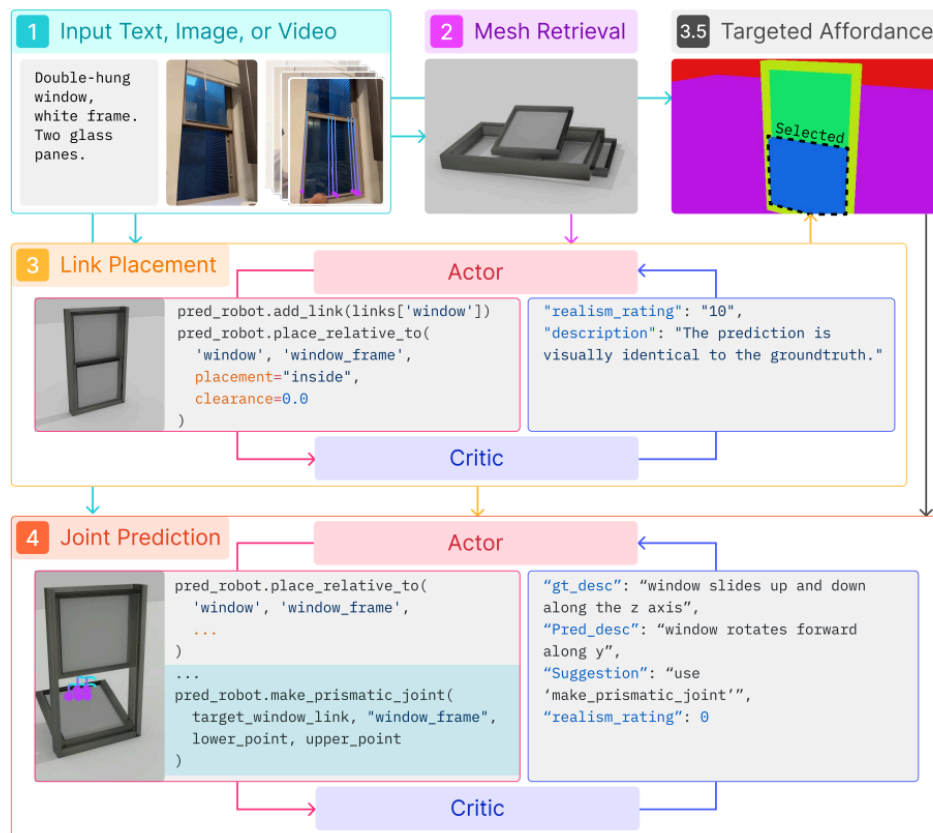 1 Input Text, Image, or Video
Double-hung
window,
white frame.
Two glass
panes.
2 Mesh Retrieval
3.5 Targeted Affordance
Selected
3 Link Placement
Actor
pred_robot.add_link(links['window'])
pred_robot.place_relative_to(
'window', 'window_frame',
placement="inside",
clearance=0.0
)
"realism_rating": "10",
"description": "The prediction is
visually identical to the groundtruth."
Critic
4 Joint Prediction
Actor
pred_robot.place_relative_to(
'window', 'window_frame',
...
)
...
pred_robot.make_prismatic_joint(
target_window_link, "window_frame",
lower_point, upper_point
)
“gt_desc”: “window slides up and down
along the z axis”,
“Pred_desc”: “window rotates forward
along y”,
“Suggestion”: “use
‘make_prismatic_joint’”,
“realism_rating”: 0
Critic